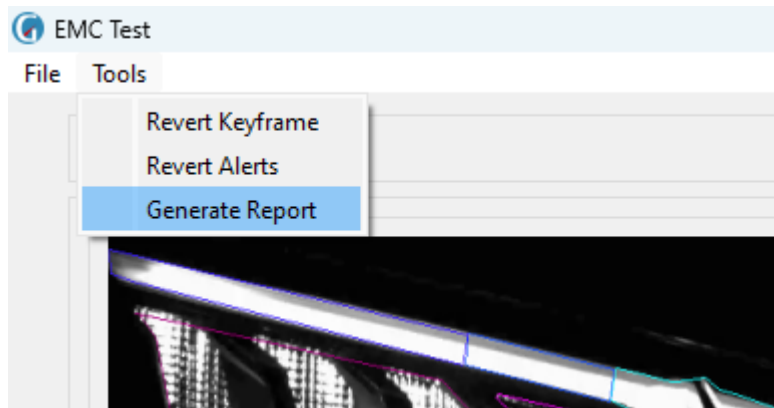 EMC Test
File Tools
Revert Keyframe
Revert Alerts
Generate Report